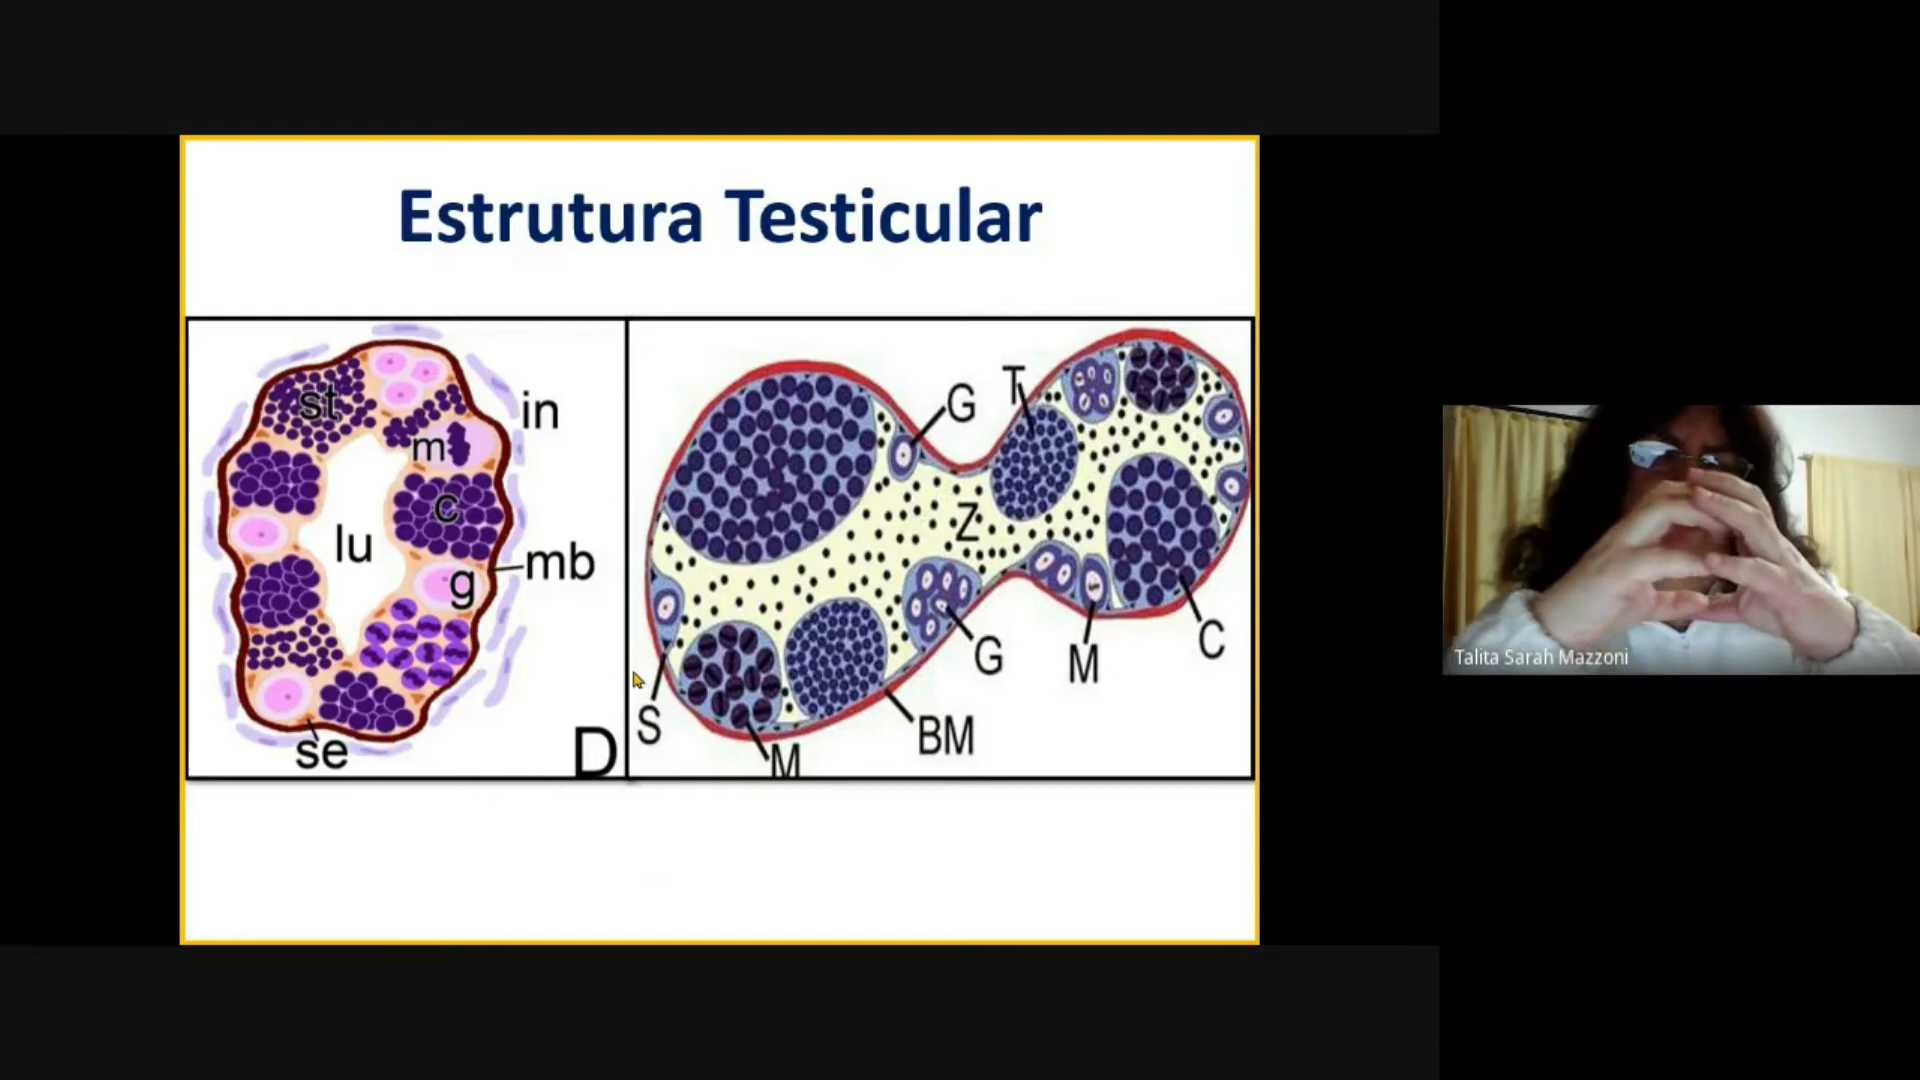 Estrutura Testicular
st
in
m
c
lu
g
mb
se
D
G
T
Z
G
M
C
S
BM
M
Talita Sarah Mazzoni